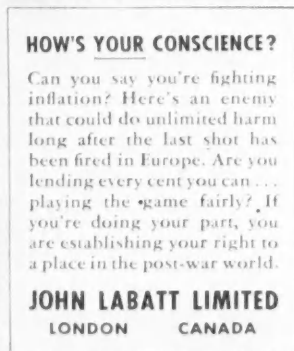 HOW'S YOUR CONSCIENCE?
Can you say you're fighting
inflation? Here's an enemy
that could do unlimited harm
long after the last shot has
been fired in Europe. Are you
lending every cent you can ...
playing the game fairly? If
you're doing your part, you
are establishing your right to
a place in the post-war world.
JOHN LABATT LIMITED
LONDON CANADA